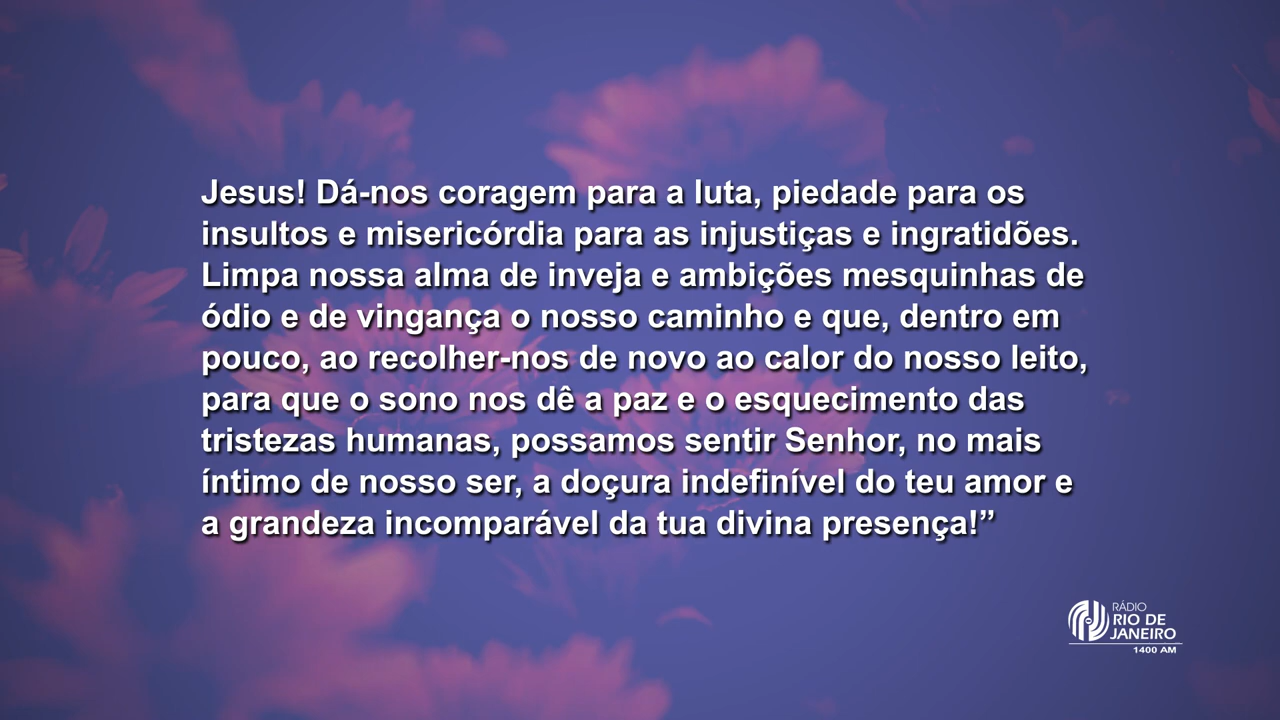 Jesus! Dá-nos coragem para a luta, piedade para os
insultos e misericórdia para as injustiças e ingratidões.
Limpa nossa alma de inveja e ambições mesquinhas de
ódio e de vingança o nosso caminho e que, dentro em
pouco, ao recolher-nos de novo ao calor do nosso leito,
para que o sono nos dê a paz e o esquecimento das
tristezas humanas, possamos sentir Senhor, no mais
íntimo de nosso ser, a doçura indefinível do teu amor e
a grandeza incomparável da tua divina presença!”
RÁDIO
RIO DE
JANEIRO
1400 AM